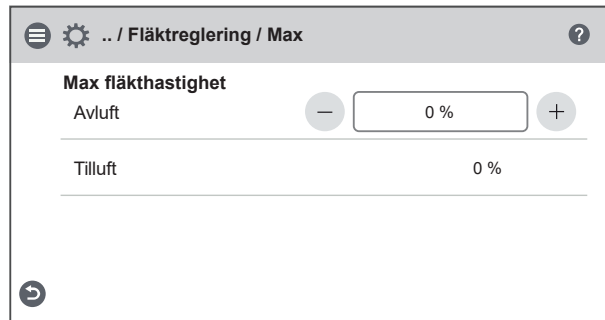 .. / Fläktreglering / Max ?
Max fläkthastighet
Avluft − 0 % +
Tilluft 0 %